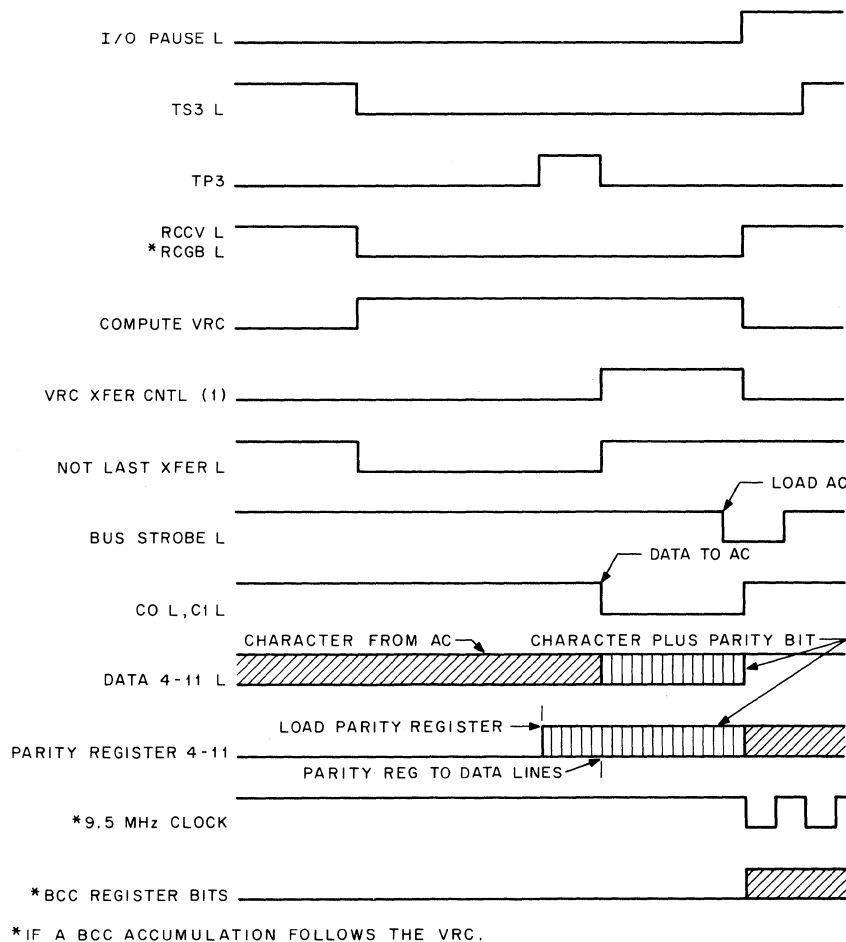 I/O PAUSE L
TS3 L
TP3
RCCV L
*RCGB L
COMPUTE VRC
VRC XFER CNTL (1)
NOT LAST XFER L
LOAD AC
BUS STROBE L
DATA TO AC
CO L, C1 L
CHARACTER FROM AC
CHARACTER PLUS PARITY BIT
DATA 4-11 L
LOAD PARITY REGISTER
PARITY REGISTER 4-11
PARITY REG TO DATA LINES
*9.5 MHz CLOCK
*BCC REGISTER BITS
*IF A BCC ACCUMULATION FOLLOWS THE VRC.